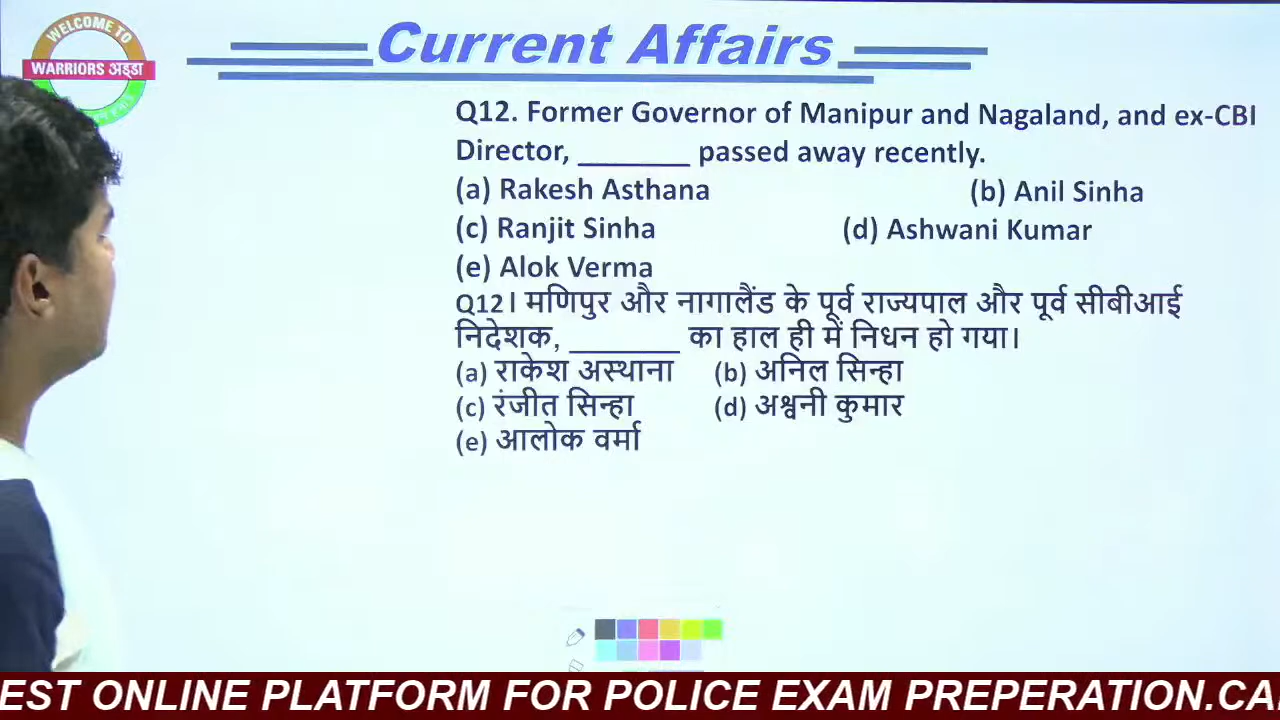 WELCOME TO
WARRIORS अड्डा
Current Affairs
Q12. Former Governor of Manipur and Nagaland, and ex-CBI
Director, _______ passed away recently.
(a) Rakesh Asthana (b) Anil Sinha
(c) Ranjit Sinha (d) Ashwani Kumar
(e) Alok Verma
Q12। मणिपुर और नागालैंड के पूर्व राज्यपाल और पूर्व सीबीआई
निदेशक, _______ का हाल ही में निधन हो गया।
(a) राकेश अस्थाना (b) अनिल सिन्हा
(c) रंजीत सिन्हा (d) अश्वनी कुमार
(e) आलोक वर्मा
EST ONLINE PLATFORM FOR POLICE EXAM PREPERATION.CA